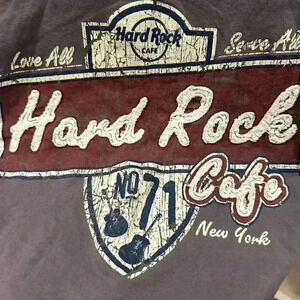 Hard Rock
CAFE
Love All Serve All
Hard Rock
Cafe
No 71
New York